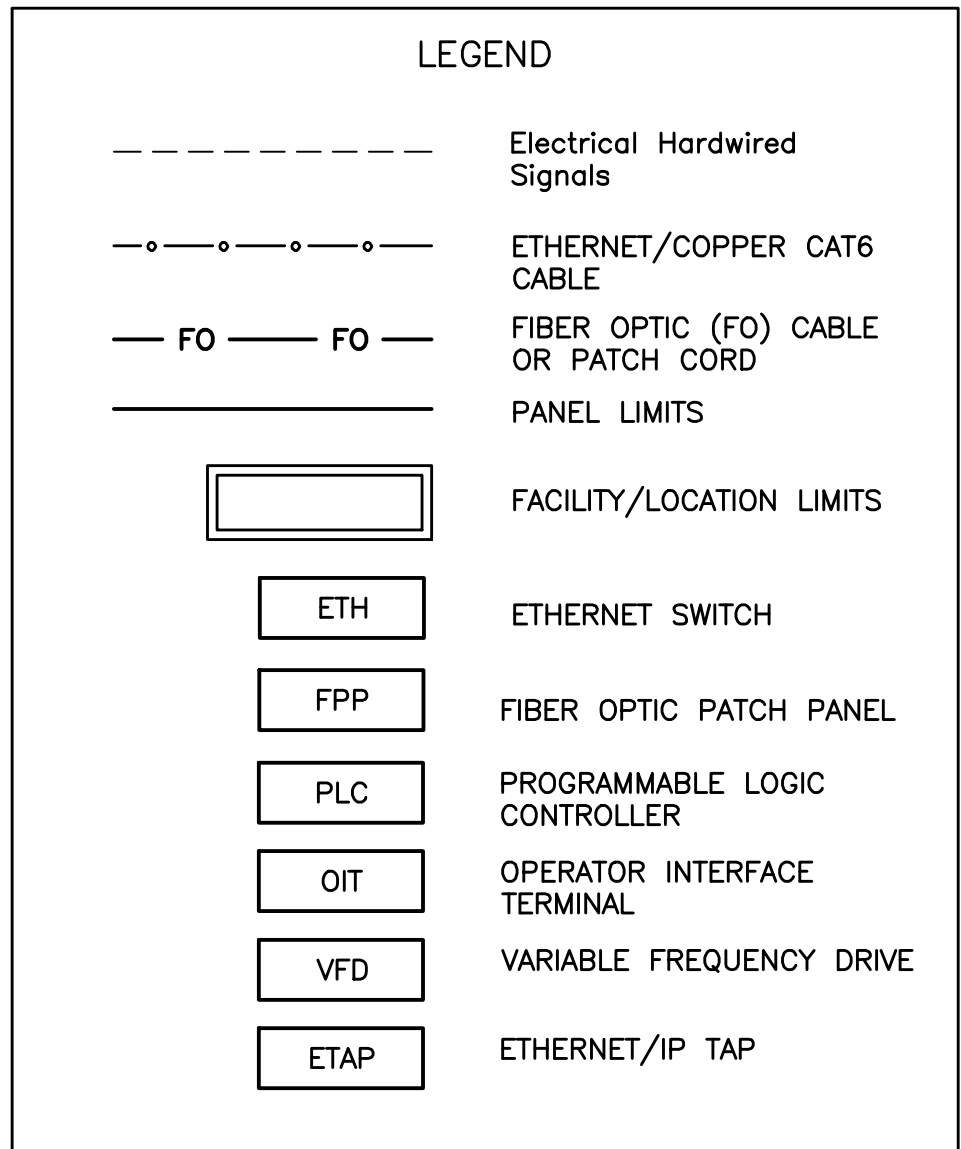 LEGEND
Electrical Hardwired
Signals
ETHERNET/COPPER CAT6
CABLE
FO FO
FIBER OPTIC (FO) CABLE
OR PATCH CORD
PANEL LIMITS
FACILITY/LOCATION LIMITS
ETH
ETHERNET SWITCH
FPP
FIBER OPTIC PATCH PANEL
PLC
PROGRAMMABLE LOGIC
CONTROLLER
OIT
OPERATOR INTERFACE
TERMINAL
VFD
VARIABLE FREQUENCY DRIVE
ETAP
ETHERNET/IP TAP